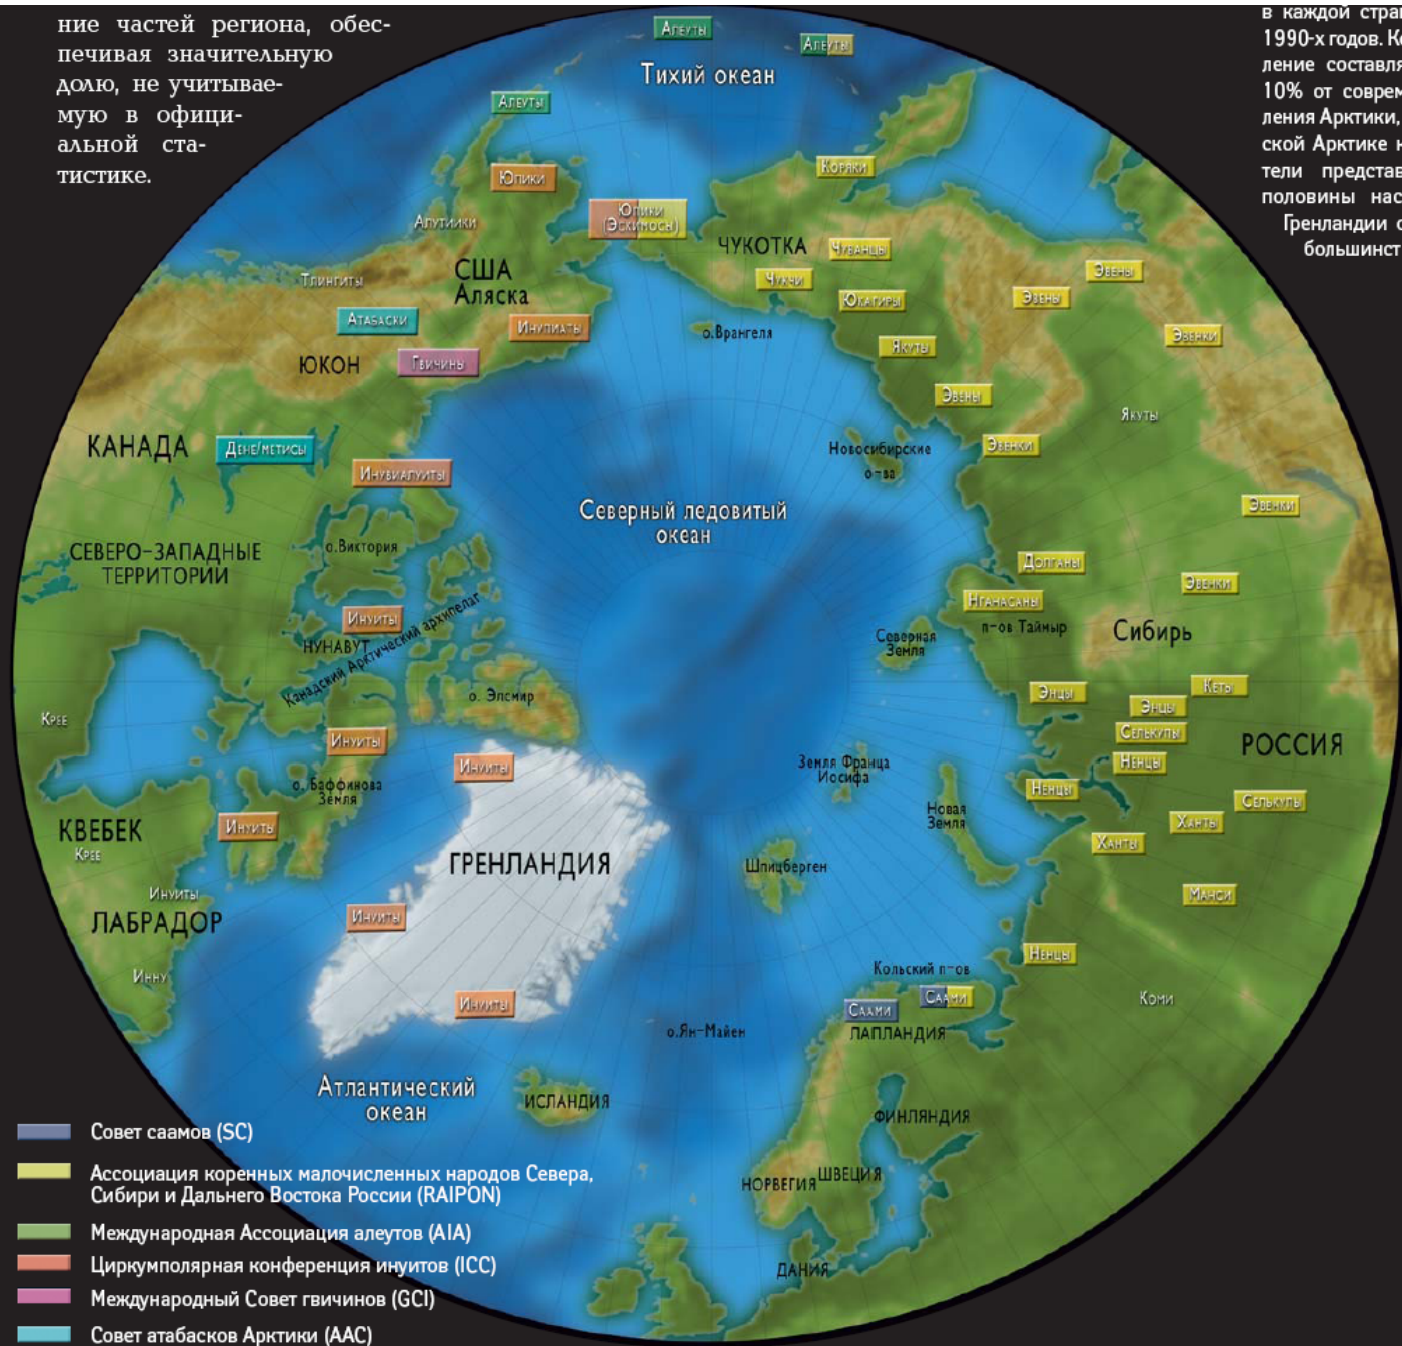 ние частей региона, обес-
печивая значительную
долю, не учитывае-
мую в офици-
альной ста-
тистике.
в каждой
1990-х годов.
ление
10% от
ления Арктики,
ской Арктике
тели
половины
Гренландии
Алеуты
Алеуты
Тихий океан
Алеуты
Коряки
Юпики
Юпики
(Эскимосы)
Алутиики
ЧУКОТКА
Чуванцы
США
Аляска
Чукчи
Эвены
Тлингиты
Юкагиры
Эвены
Атабаски
Инупиаты
о.Врангеля
Эвенки
ЮКОН
Гвичины
Якуты
Эвены
Якуты
КАНАДА
Дене/метисы
Новосибирские
о-ва
Эвенки
Инувиалуиты
Эвенки
Северный ледовитый
океан
о.Виктория
СЕВЕРО-ЗАПАДНЫЕ
ТЕРРИТОРИИ
Долганы
Эвенки
Нганасаны
Инуиты
п-ов Таймыр
Сибирь
НУНАВУТ
Канадский Арктический архипелаг
Северная
Земля
о. Элсмир
Энцы
Кеты
Энцы
Крее
Селькупы
Инуиты
РОССИЯ
Инуиты
Земля Франца
Иосифа
Ненцы
о. Баффинова
Земля
Ненцы
Селькупы
Новая
Земля
Ханты
КВЕБЕК
Инуиты
Ханты
Крее
ГРЕНЛАНДИЯ
Шпицберген
Инуиты
Манси
ЛАБРАДОР
Инуиты
Ненцы
Инну
Кольский п-ов
Саами
Коми
Инуиты
Саами
о.Ян-Майен
ЛАПЛАНДИЯ
Атлантический
океан
ИСЛАНДИЯ
ФИНЛЯНДИЯ
ШВЕЦИЯ
НОРВЕГИЯ
ДАНИЯ
Совет саамов (SC)
Ассоциация коренных малочисленных народов Севера,
Сибири и Дальнего Востока России (RAIPON)
Международная Ассоциация алеутов (AIA)
Циркумполярная конференция инуитов (ICC)
Международный Совет гвичинов (GCI)
Совет атабасков Арктики (AAC)